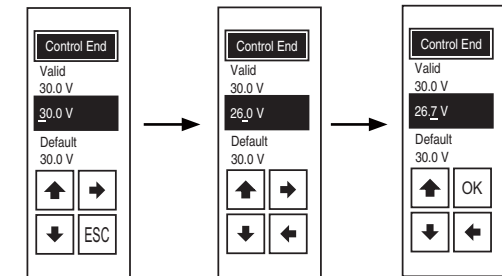 Control End
Valid
30.0 V
30.0 V
Default
30.0 V
ESC
Control End
Valid
30.0 V
26.0 V
Default
30.0 V
Control End
Valid
30.0 V
26.7 V
Default
30.0 V
OK